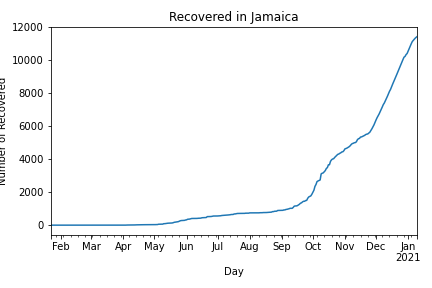 Recovered in Jamaica
12000
10000
8000
6000
4000
2000
0
Number of Recovered
Feb Mar Apr May Jun Jul Aug Sep Oct Nov Dec Jan
2021
Day